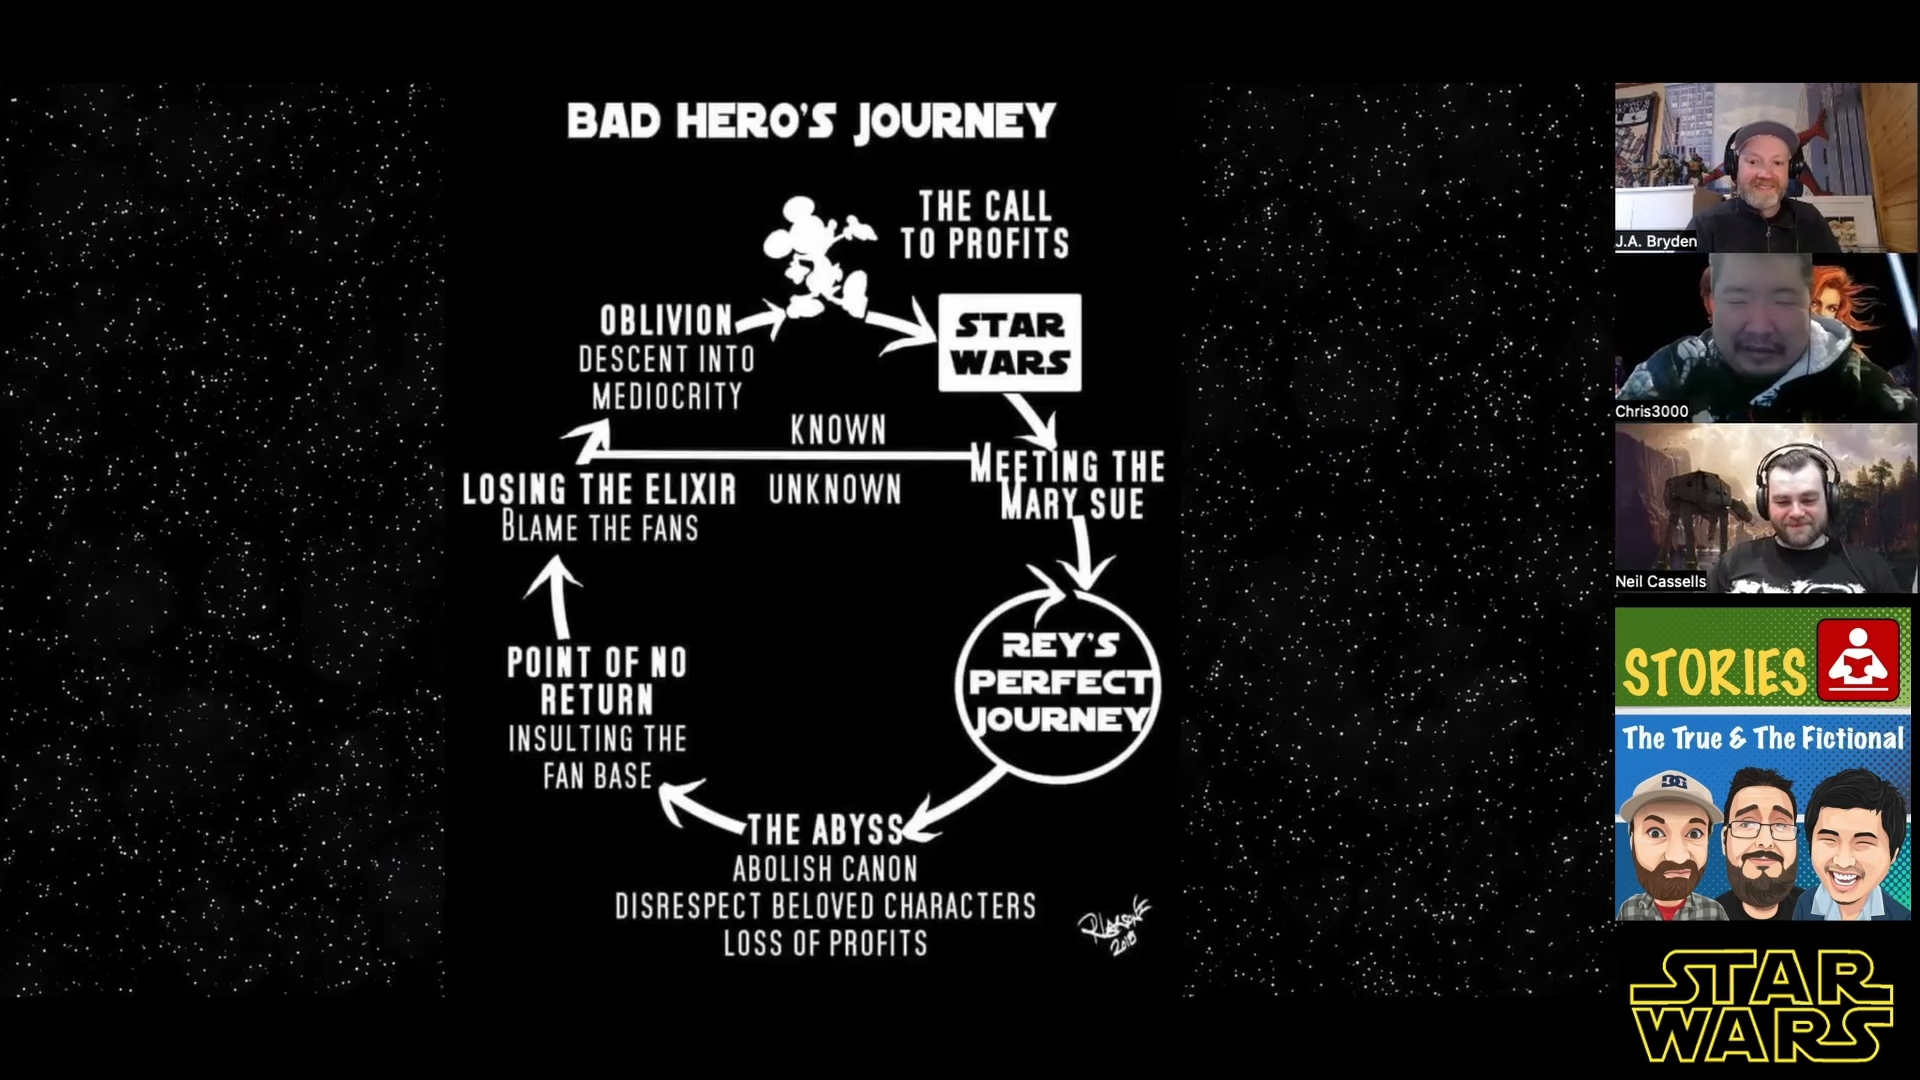 BAD HERO'S JOURNEY
THE CALL
TO PROFITS
STAR
WARS
OBLIVION
DESCENT INTO
MEDIOCRITY
KNOWN
UNKNOWN
MEETING THE
MARY SUE
LOSING THE ELIXIR
BLAME THE FANS
REY'S
PERFECT
JOURNEY
POINT OF NO
RETURN
INSULTING THE
FAN BASE
THE ABYSS
ABOLISH CANON
DISRESPECT BELOVED CHARACTERS
LOSS OF PROFITS
J.A. Bryden
Chris3000
Neil Cassells
STORIES
The True & The Fictional
STAR
WARS